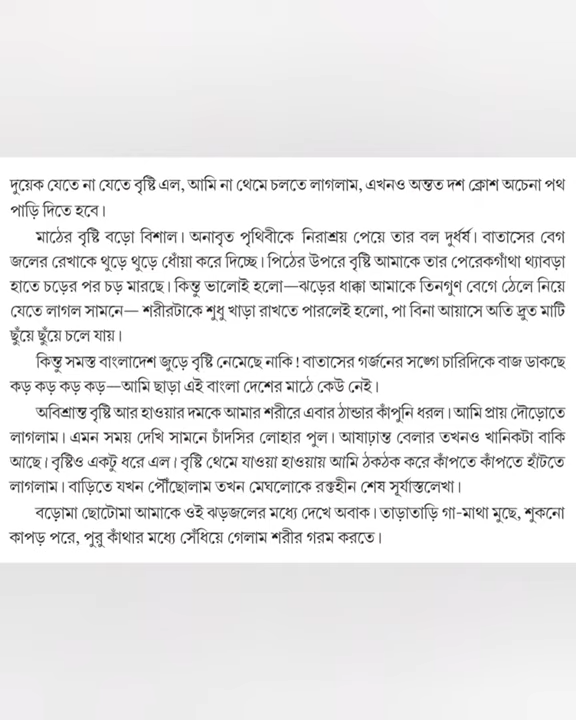 দুয়েক যেতে না যেতে বৃষ্টি এল, আমি না থেমে চলতে লাগলাম, এখনও অন্তত দশ ক্রোশ অচেনা পথ
পাড়ি দিতে হবে।
মাঠের বৃষ্টি বড়ো বিশাল। অনাবৃত পৃথিবীকে নিরাশ্রয় পেয়ে তার বল দুর্ধর্ষ। বাতাসের বেগ
জলের রেখাকে থুড়ে থুড়ে ধোঁয়া করে দিচ্ছে। পিঠের উপরে বৃষ্টি আমাকে তার পেরেকগাঁথা থ্যাবড়া
হাতে চড়ের পর চড় মারছে। কিন্তু ভালোই হলো—ঝড়ের ধাক্কা আমাকে তিনগুণ বেগে ঠেলে নিয়ে
যেতে লাগল সামনে— শরীরটাকে শুধু খাড়া রাখতে পারলেই হলো, পা বিনা আয়াসে অতি দ্রুত মাটি
ছুঁয়ে ছুঁয়ে চলে যায়।
কিন্তু সমস্ত বাংলাদেশ জুড়ে বৃষ্টি নেমেছে নাকি! বাতাসের গর্জনের সঙ্গে চারিদিকে বাজ ডাকছে
কড় কড় কড় কড়—আমি ছাড়া এই বাংলা দেশের মাঠে কেউ নেই।
অবিশ্রান্ত বৃষ্টি আর হাওয়ার দমকে আমার শরীরে এবার ঠান্ডার কাঁপুনি ধরল। আমি প্রায় দৌড়োতে
লাগলাম। এমন সময় দেখি সামনে চাঁদসির লোহার পুল। আষাঢ়ান্ত বেলার তখনও খানিকটা বাকি
আছে। বৃষ্টিও একটু ধরে এল। বৃষ্টি থেমে যাওয়া হাওয়ায় আমি ঠকঠক করে কাঁপতে কাঁপতে হাঁটতে
লাগলাম। বাড়িতে যখন পৌঁছোলাম তখন মেঘলোকে রক্তহীন শেষ সূর্যাস্তলেখা।
বড়োমা ছোটোমা আমাকে ওই ঝড়জলের মধ্যে দেখে অবাক। তাড়াতাড়ি গা-মাথা মুছে, শুকনো
কাপড় পরে, পুরু কাঁথার মধ্যে সেঁধিয়ে গেলাম শরীর গরম করতে।